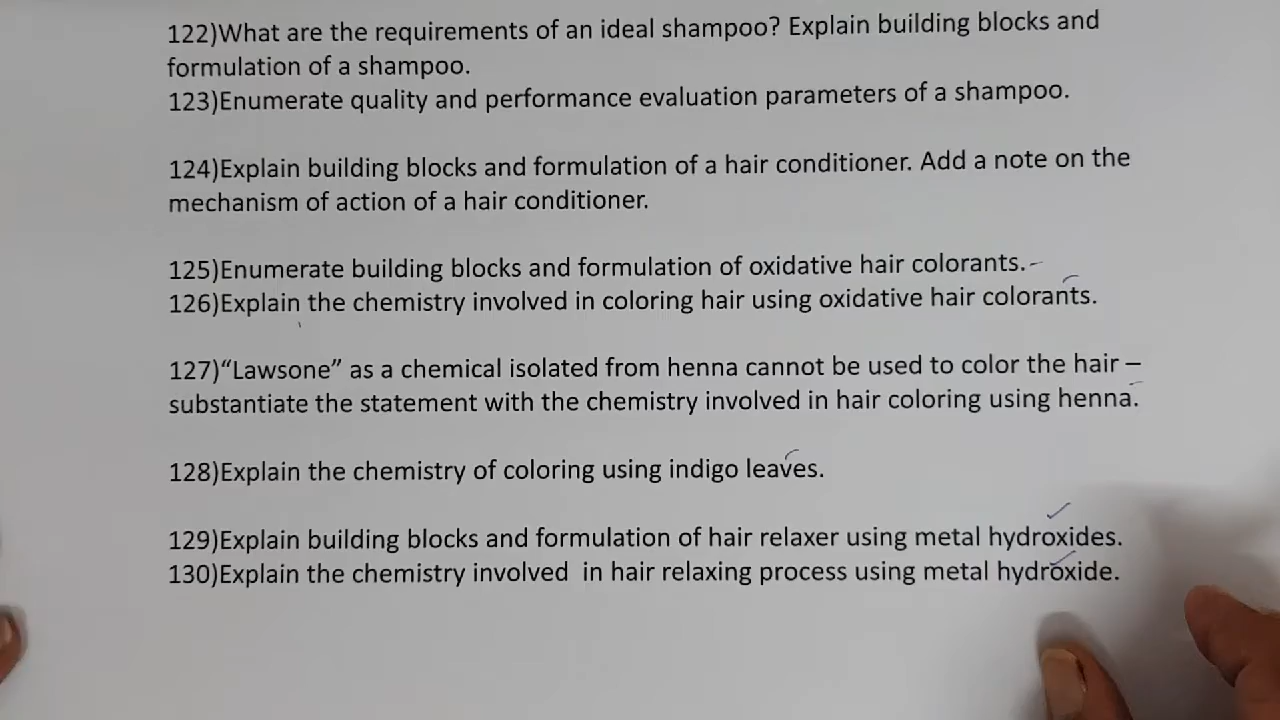 122)What are the requirements of an ideal shampoo? Explain building blocks and
formulation of a shampoo.
123)Enumerate quality and performance evaluation parameters of a shampoo.
124)Explain building blocks and formulation of a hair conditioner. Add a note on the
mechanism of action of a hair conditioner.
125)Enumerate building blocks and formulation of oxidative hair colorants.
126)Explain the chemistry involved in coloring hair using oxidative hair colorants.
127)“Lawsone” as a chemical isolated from henna cannot be used to color the hair –
substantiate the statement with the chemistry involved in hair coloring using henna.
128)Explain the chemistry of coloring using indigo leaves.
129)Explain building blocks and formulation of hair relaxer using metal hydroxides.
130)Explain the chemistry involved  in hair relaxing process using metal hydroxide.